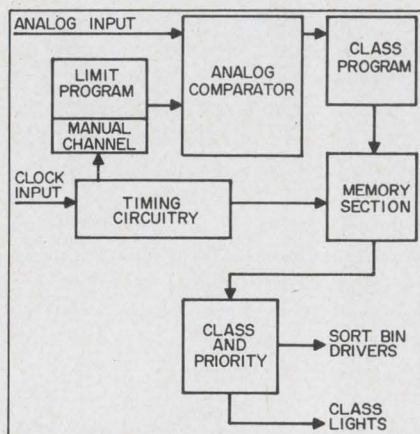 ANALOG INPUT
LIMIT
PROGRAM
MANUAL
CHANNEL
ANALOG
COMPARATOR
CLASS
PROGRAM
CLOCK
INPUT
TIMING
CIRCUITRY
MEMORY
SECTION
CLASS
AND
PRIORITY
SORT BIN
DRIVERS
CLASS
LIGHTS